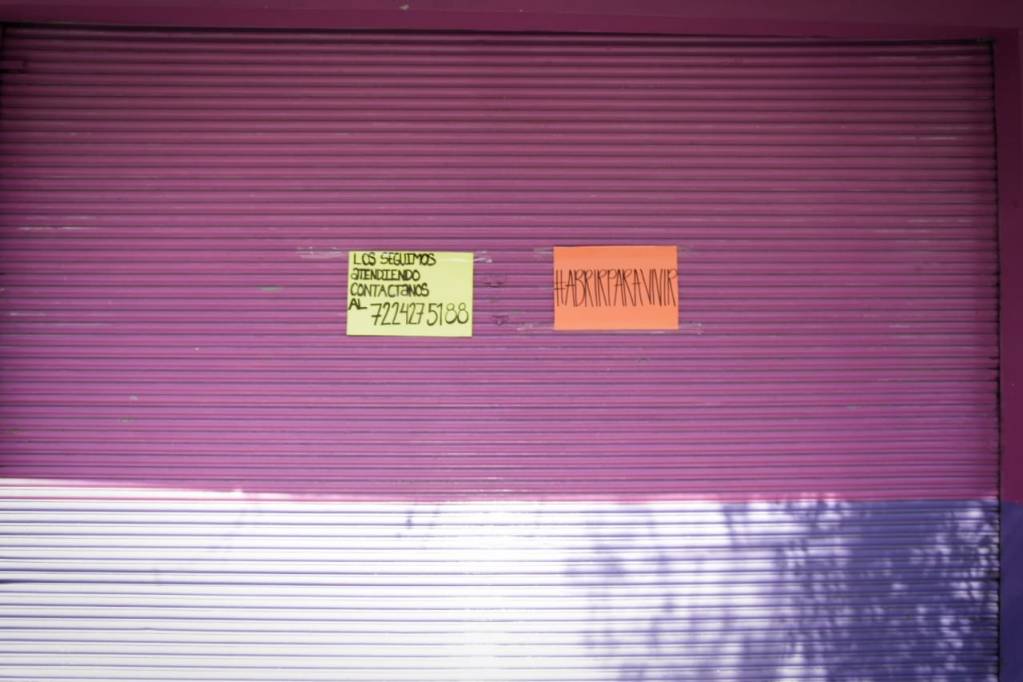 LOS SEGUIMOS
ATENDIENDO
CONTACTANOS
AL 7224275188
#ABRIRPARAVIVIR